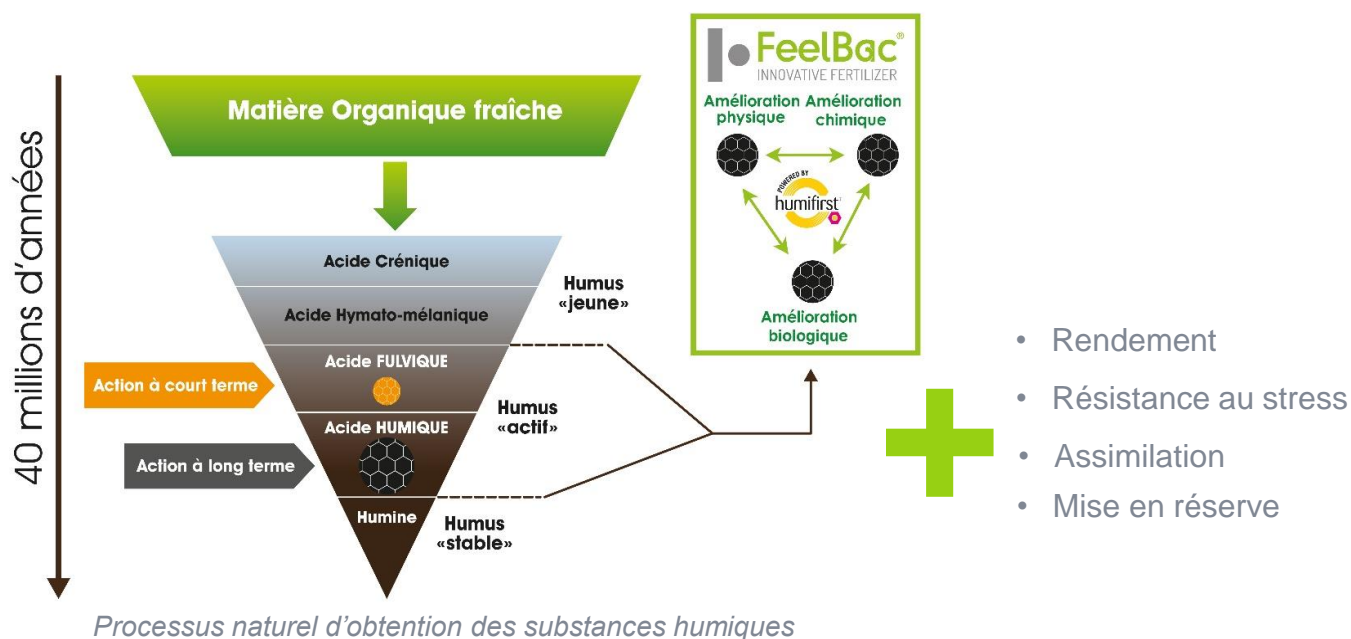 40 millions d'années
Matière Organique fraîche
Acide Crénique
Acide Hymato-mélanique
Acide FULVIQUE
Acide HUMIQUE
Humine
Action à court terme
Action à long terme
Humus
«jeune»
Humus
«actif»
Humus
«stable»
FeelBac®
INNOVATIVE FERTILIZER
Amélioration
physique
Amélioration
chimique
POWERED BY
humifirst
Amélioration
biologique
• Rendement
• Résistance au stress
• Assimilation
• Mise en réserve
Processus naturel d'obtention des substances humiques